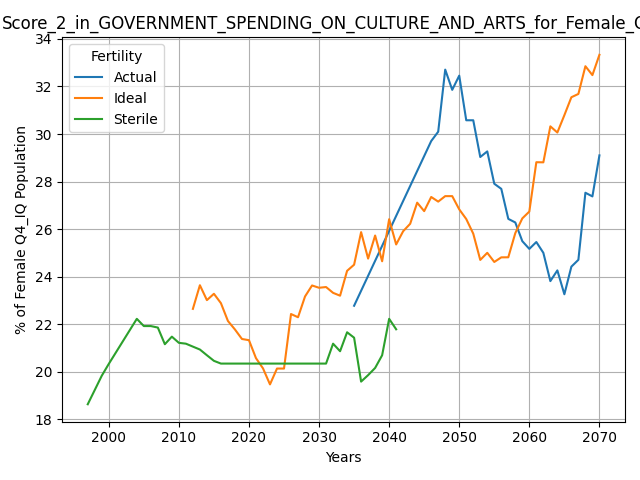 Score_2_in_GOVERNMENT_SPENDING_ON_CULTURE_AND_ARTS_for_Female_
34
32
30
28
26
24
22
20
18
% of Female Q4_IQ Population
Fertility
Actual
Ideal
Sterile
2000 2010 2020 2030 2040 2050 2060 2070
Years